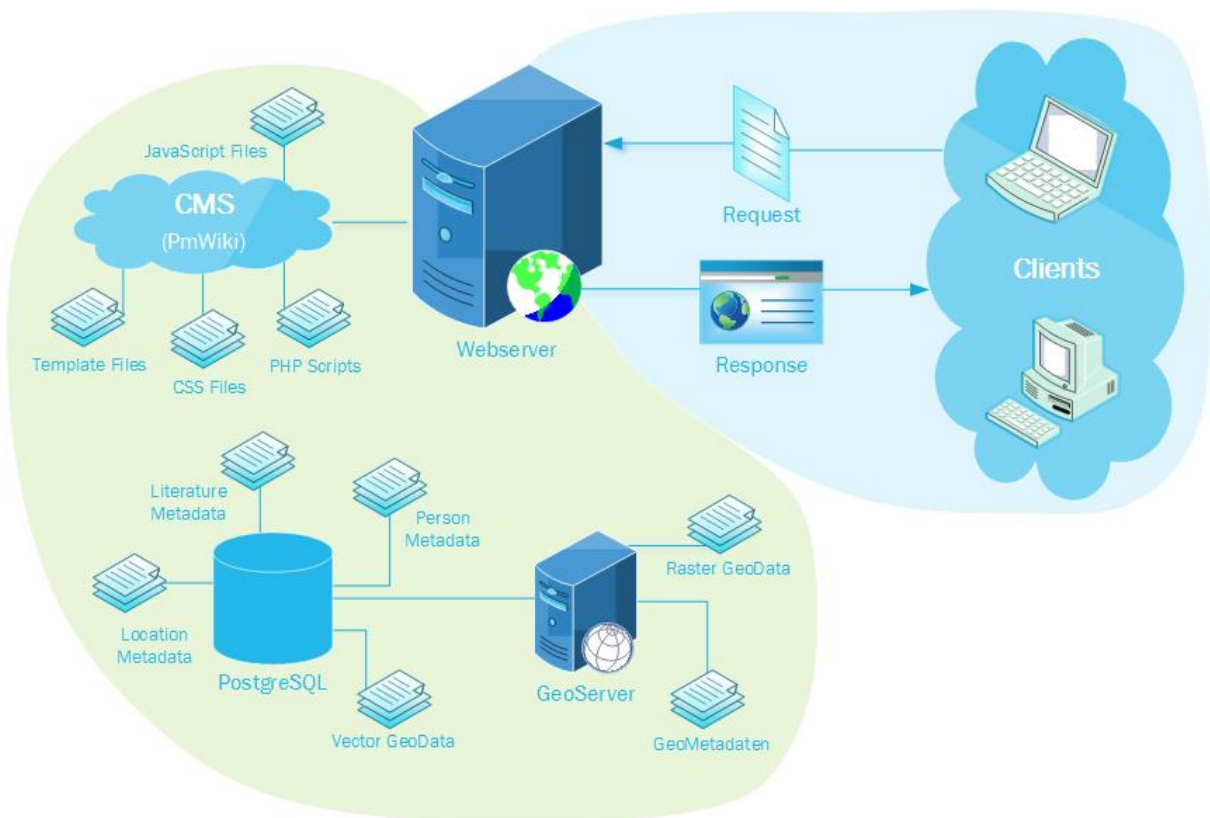 JavaScript Files
CMS
(PmWiki)
Template Files
CSS Files
PHP Scripts
Webserver
Request
Response
Clients
Literature
Metadata
Person
Metadata
Location
Metadata
PostgreSQL
Vector GeoData
GeoServer
Raster GeoData
GeoMetadaten